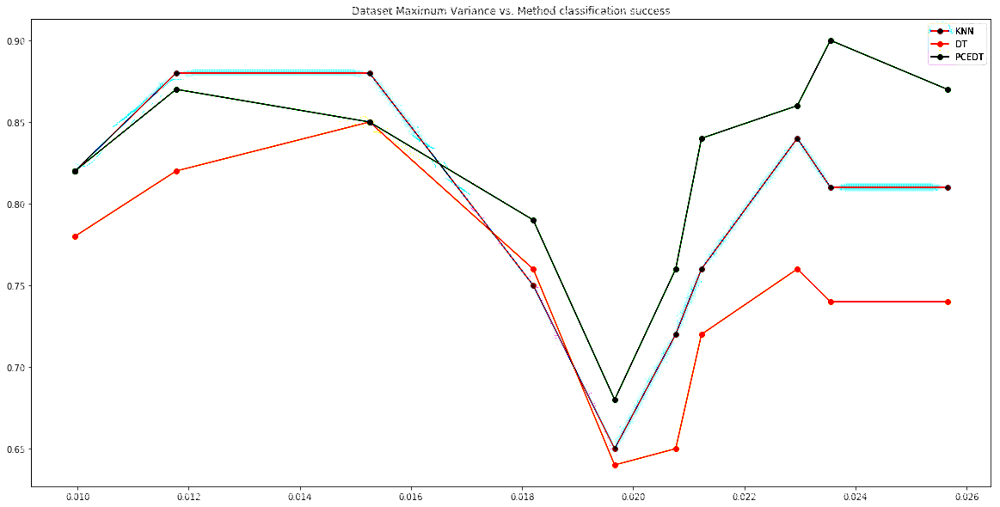 Dataset Maximum Variance vs. Method classification success
KNN
DT
PCEDT
0.90
0.85
0.80
0.75
0.70
0.65
0.010 0.012 0.014 0.016 0.018 0.020 0.022 0.024 0.026